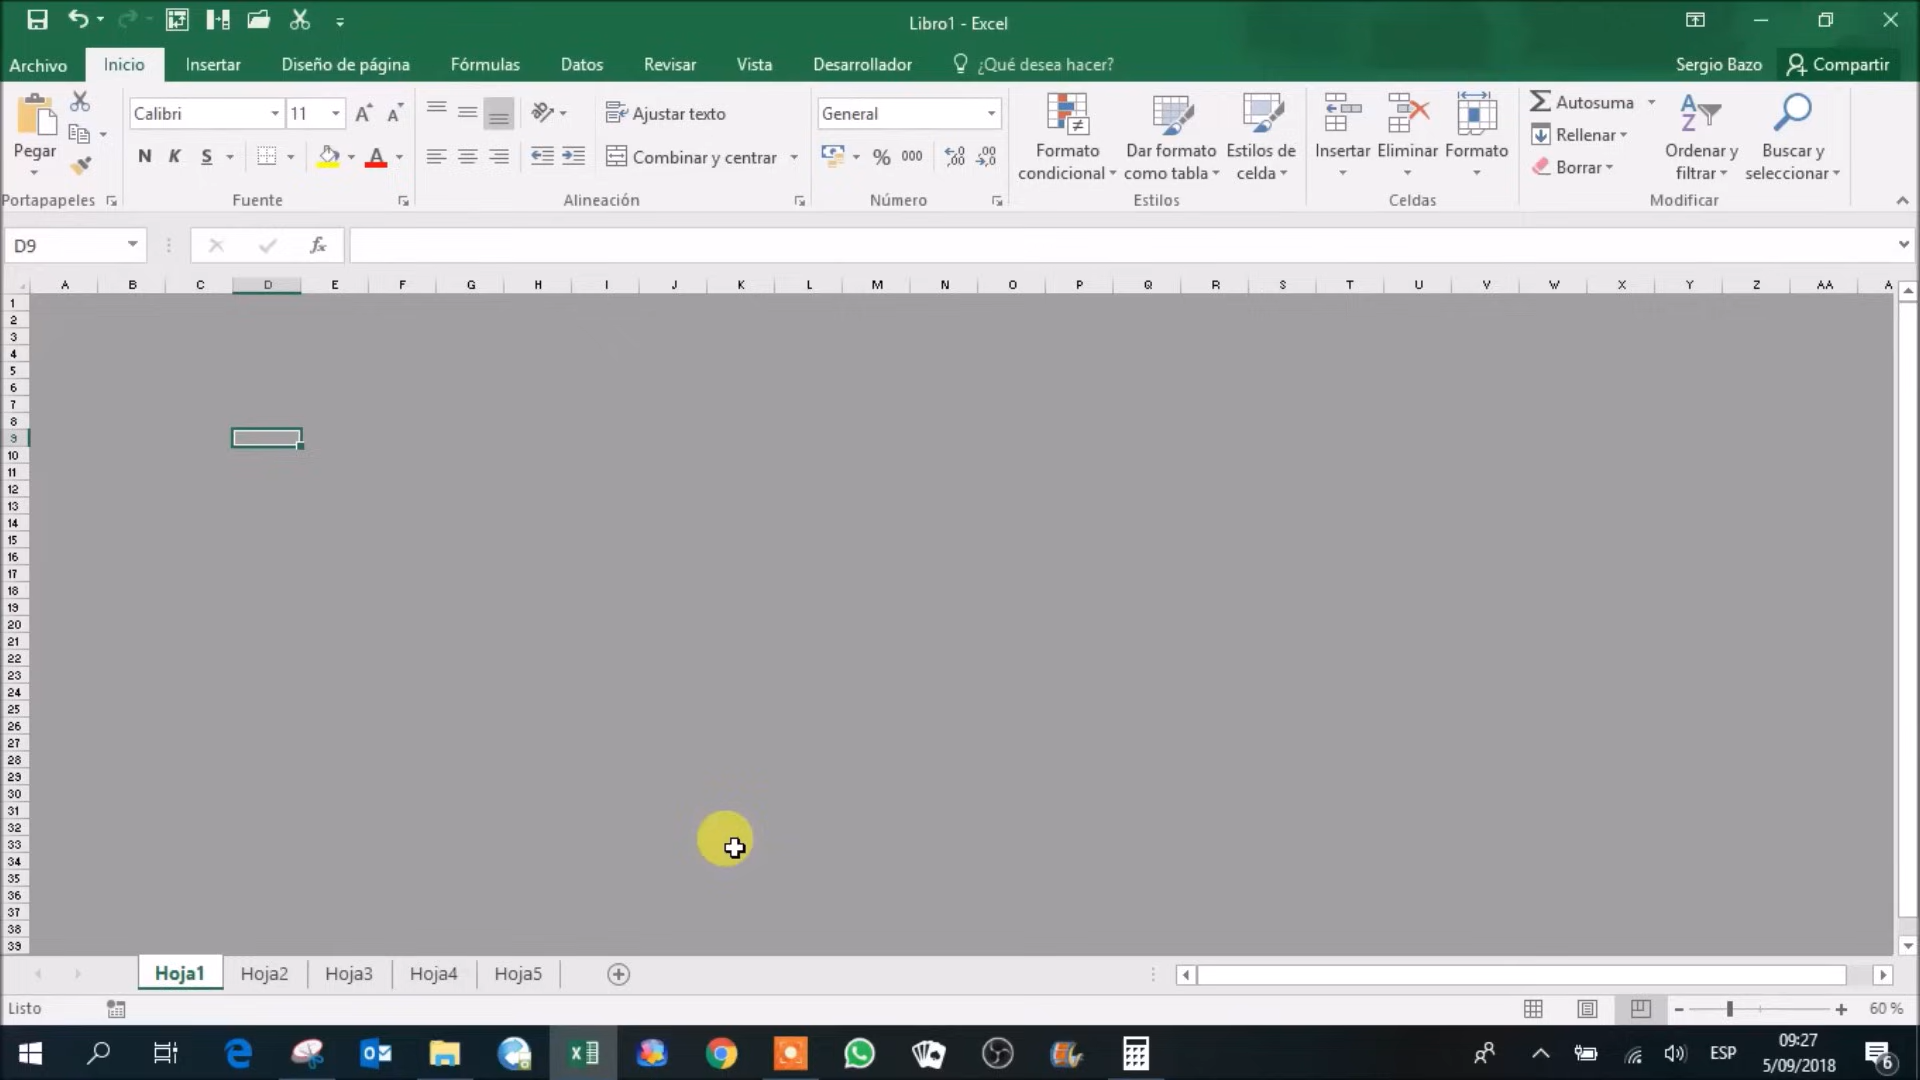 Libro1 - Excel
Archivo Inicio Insertar Diseño de página Fórmulas Datos Revisar Vista Desarrollador ¿Qué desea hacer? Sergio Bazo Compartir
Pegar
Calibri 11
N K S
Ajustar texto
Combinar y centrar
General
% 000
Formato condicional
Dar formato como tabla
Estilos de celda
Insertar Eliminar Formato
Autosuma
Rellenar
Borrar
Ordenar y filtrar
Buscar y seleccionar
Portapapeles Fuente Alineación Número Estilos Celdas Modificar
D9 fx
A B C D E F G H I J K L M N O P Q R S T U V W X Y Z AA A
1
2
3
4
5
6
7
8
9
10
11
12
13
14
15
16
17
18
19
20
21
22
23
24
25
26
27
28
29
30
31
32
33
34
35
36
37
38
39
Hoja1 Hoja2 Hoja3 Hoja4 Hoja5
Listo 60 %
ESP
09:27
5/09/2018
6